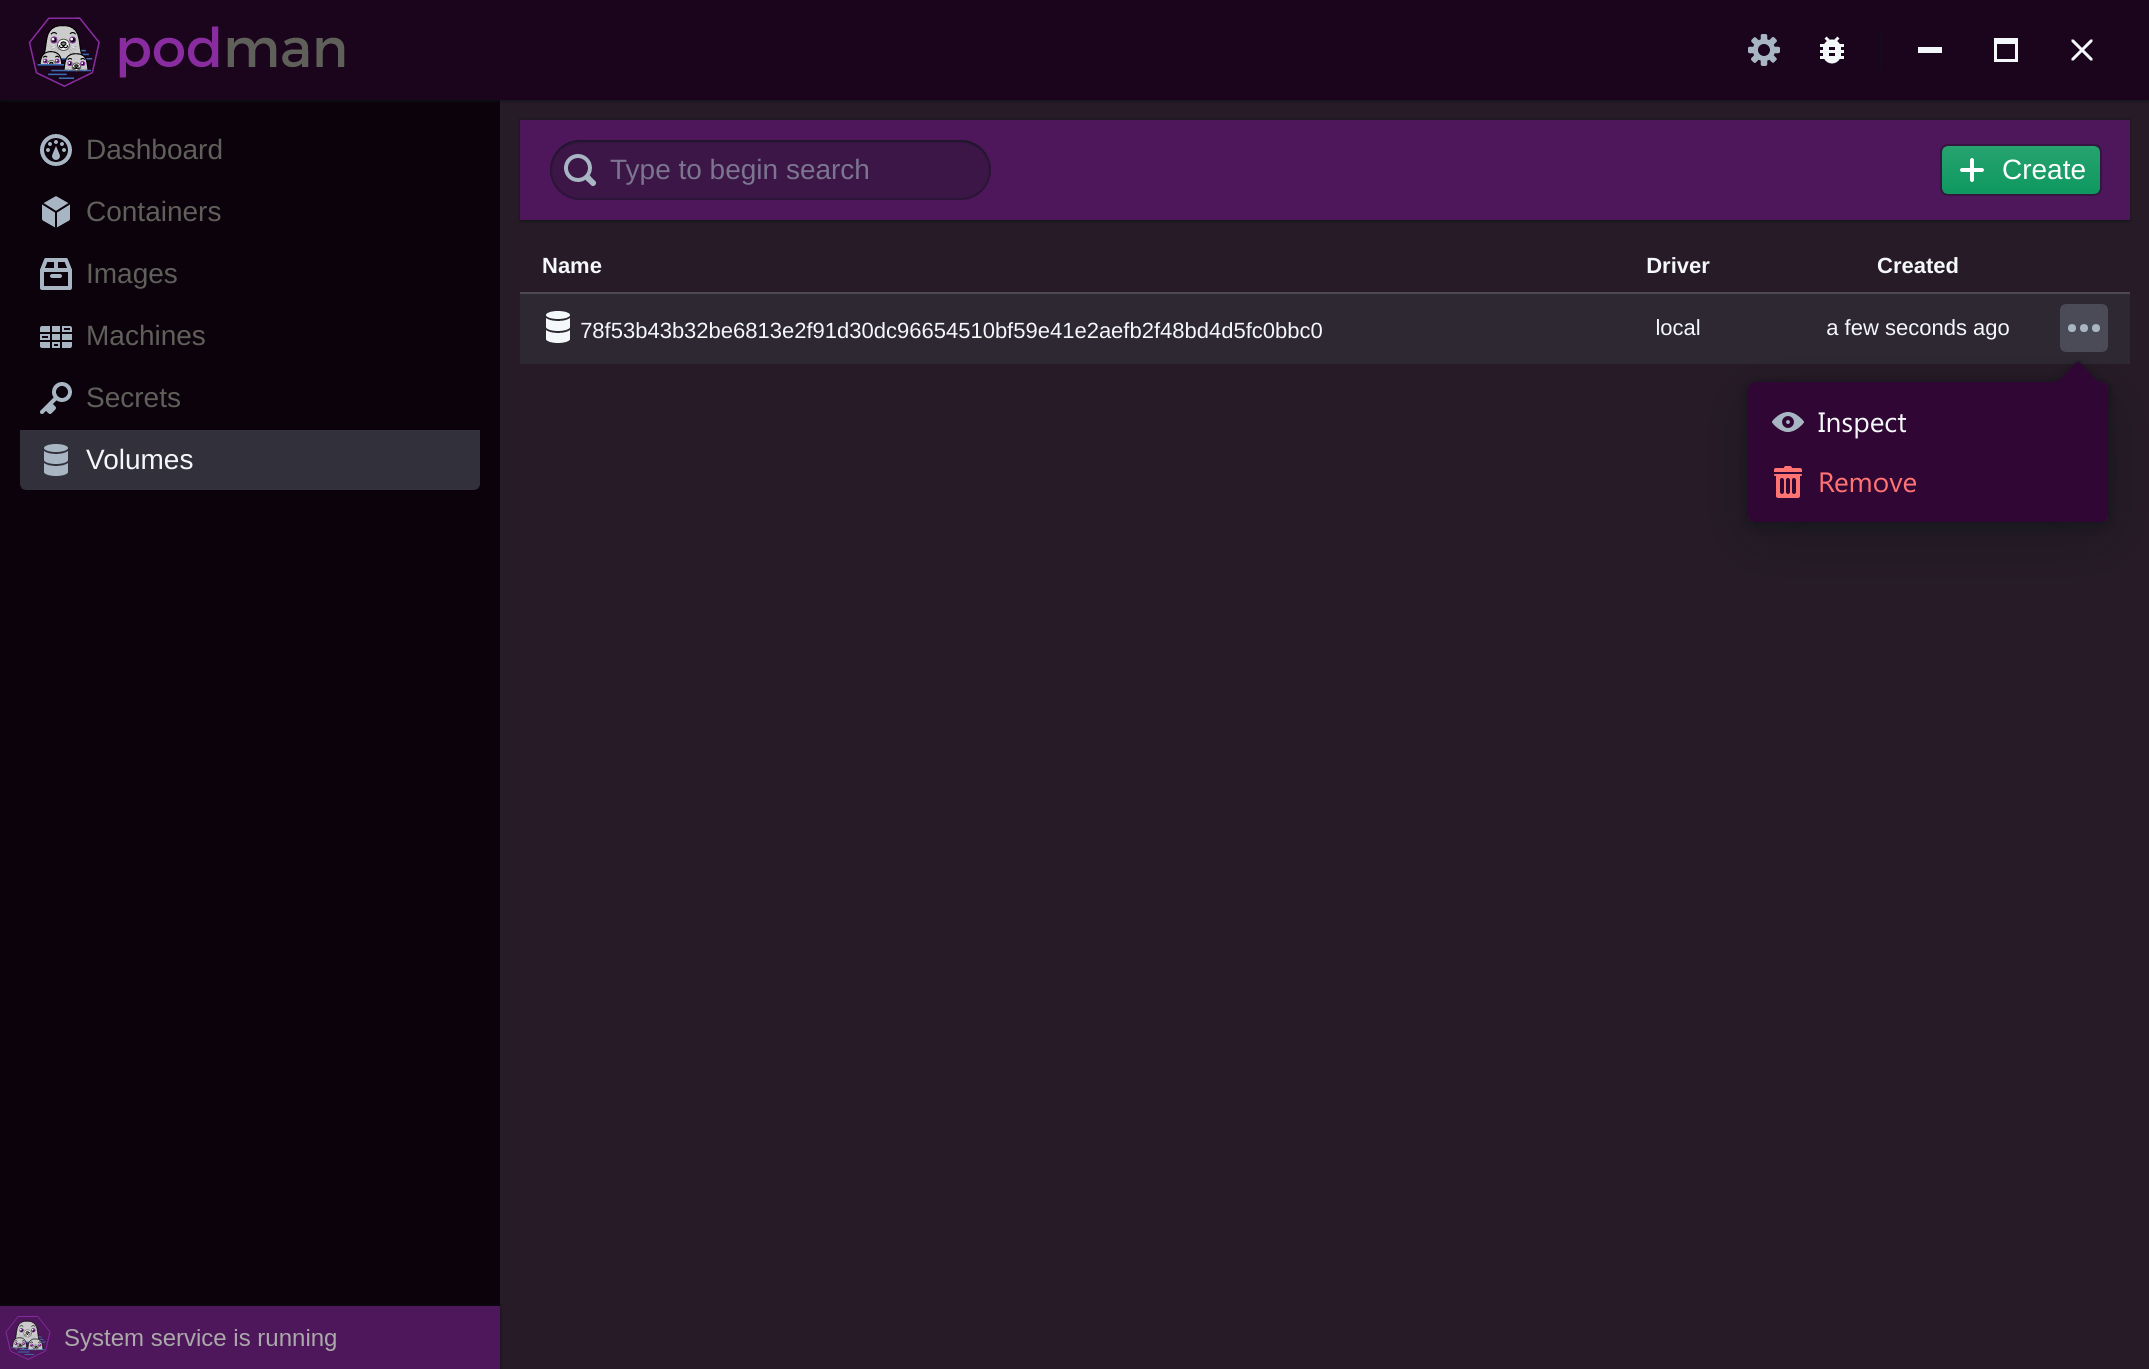 podman
Dashboard
Containers
Images
Machines
Secrets
Volumes
Type to begin search
Create
Name Driver Created
78f53b43b32be6813e2f91d30dc96654510bf59e41e2aefb2f48bd4d5fc0bbc0 local a few seconds ago
Inspect
Remove
System service is running